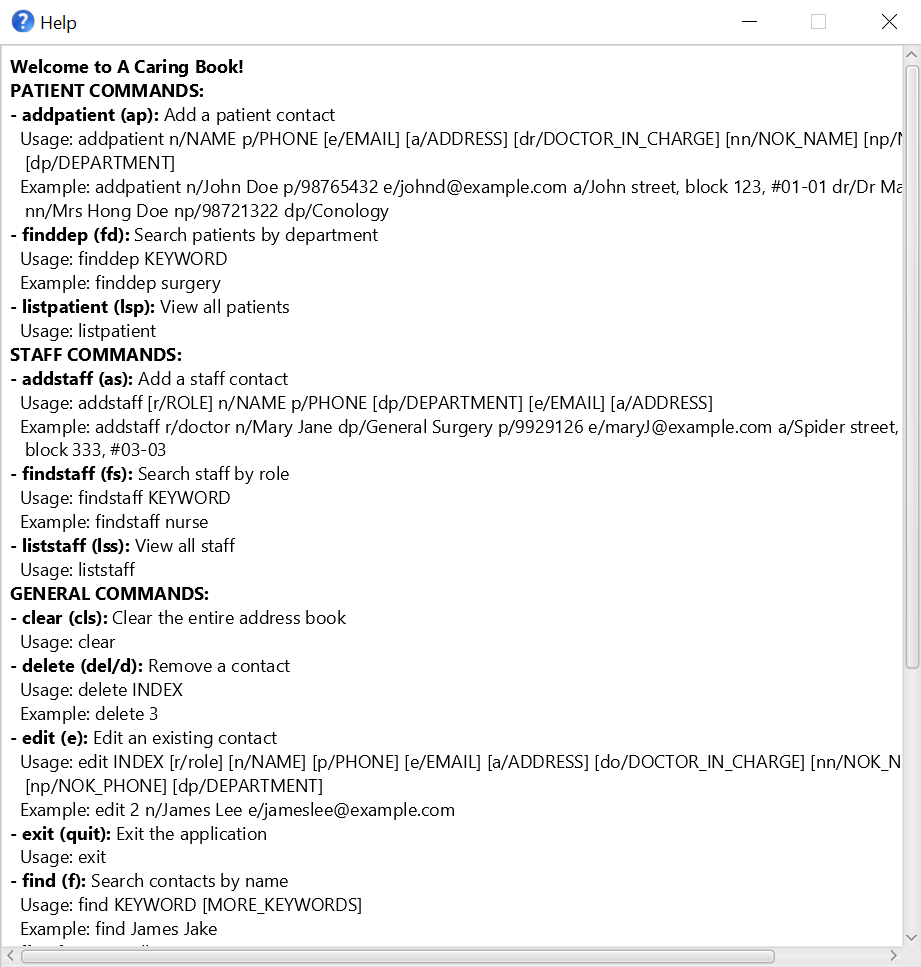 Help
Welcome to A Caring Book!
PATIENT COMMANDS:
- addpatient (ap): Add a patient contact
Usage: addpatient n/NAME p/PHONE [e/EMAIL] [a/ADDRESS] [dr/DOCTOR_IN_CHARGE] [nn/NOK_NAME]
[dp/DEPARTMENT]
Example: addpatient n/John Doe p/98765432 e/johnd@example.com a/John street, block 123, #01-01 dr/Dr
nn/Mrs Hong Doe np/98721322 dp/Conology
- finddep (fd): Search patients by department
Usage: finddep KEYWORD
Example: finddep surgery
- listpatient (lsp): View all patients
Usage: listpatient
STAFF COMMANDS:
- addstaff (as): Add a staff contact
Usage: addstaff [r/ROLE] n/NAME p/PHONE [dp/DEPARTMENT] [e/EMAIL] [a/ADDRESS]
Example: addstaff r/doctor n/Mary Jane dp/General Surgery p/9929126 e/maryJ@example.com a/Spider street,
block 333, #03-03
- findstaff (fs): Search staff by role
Usage: findstaff KEYWORD
Example: findstaff nurse
- liststaff (lss): View all staff
Usage: liststaff
GENERAL COMMANDS:
- clear (cls): Clear the entire address book
Usage: clear
- delete (del/d): Remove a contact
Usage: delete INDEX
Example: delete 3
- edit (e): Edit an existing contact
Usage: edit INDEX [r/role] [n/NAME] [p/PHONE] [e/EMAIL] [a/ADDRESS] [do/DOCTOR_IN_CHARGE]
[np/NOK_PHONE] [dp/DEPARTMENT]
Example: edit 2 n/James Lee e/jameslee@example.com
- exit (quit): Exit the application
Usage: exit
- find (f): Search contacts by name
Usage: find KEYWORD [MORE_KEYWORDS]
Example: find James Jake